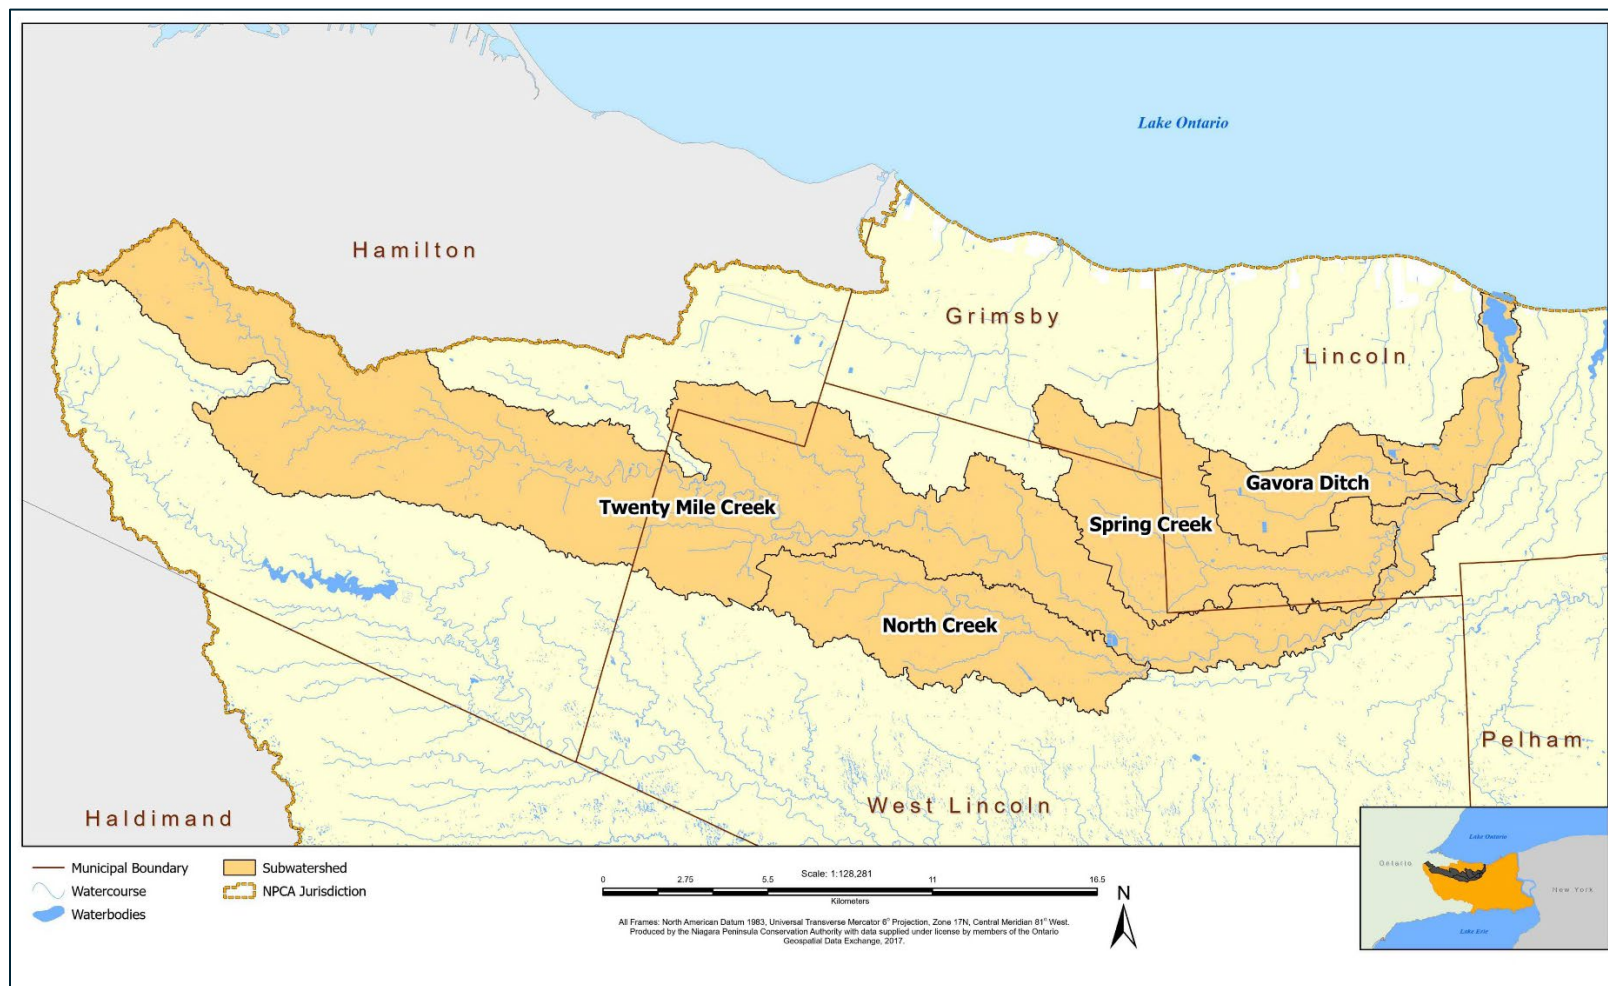 Lake Ontario
Hamilton
Grimsby
Lincoln
Gavora Ditch
Twenty Mile Creek
Spring Creek
North Creek
Pelham
West Lincoln
Haldimand
Municipal Boundary
Watercourse
Waterbodies
Subwatershed
NPCA Jurisdiction
Scale: 1:128,281
0 2.75 5.5 11 16.5
Kilometers
All Frames: North American Datum 1983, Universal Transverse Mercator 6° Projection, Zone 17N, Central Meridian 81° West.
Produced by the Niagara Peninsula Conservation Authority with data supplied under license by members of the Ontario
Geospatial Data Exchange, 2017.
N
Lake Ontario
Ontario
New York
Lake Erie